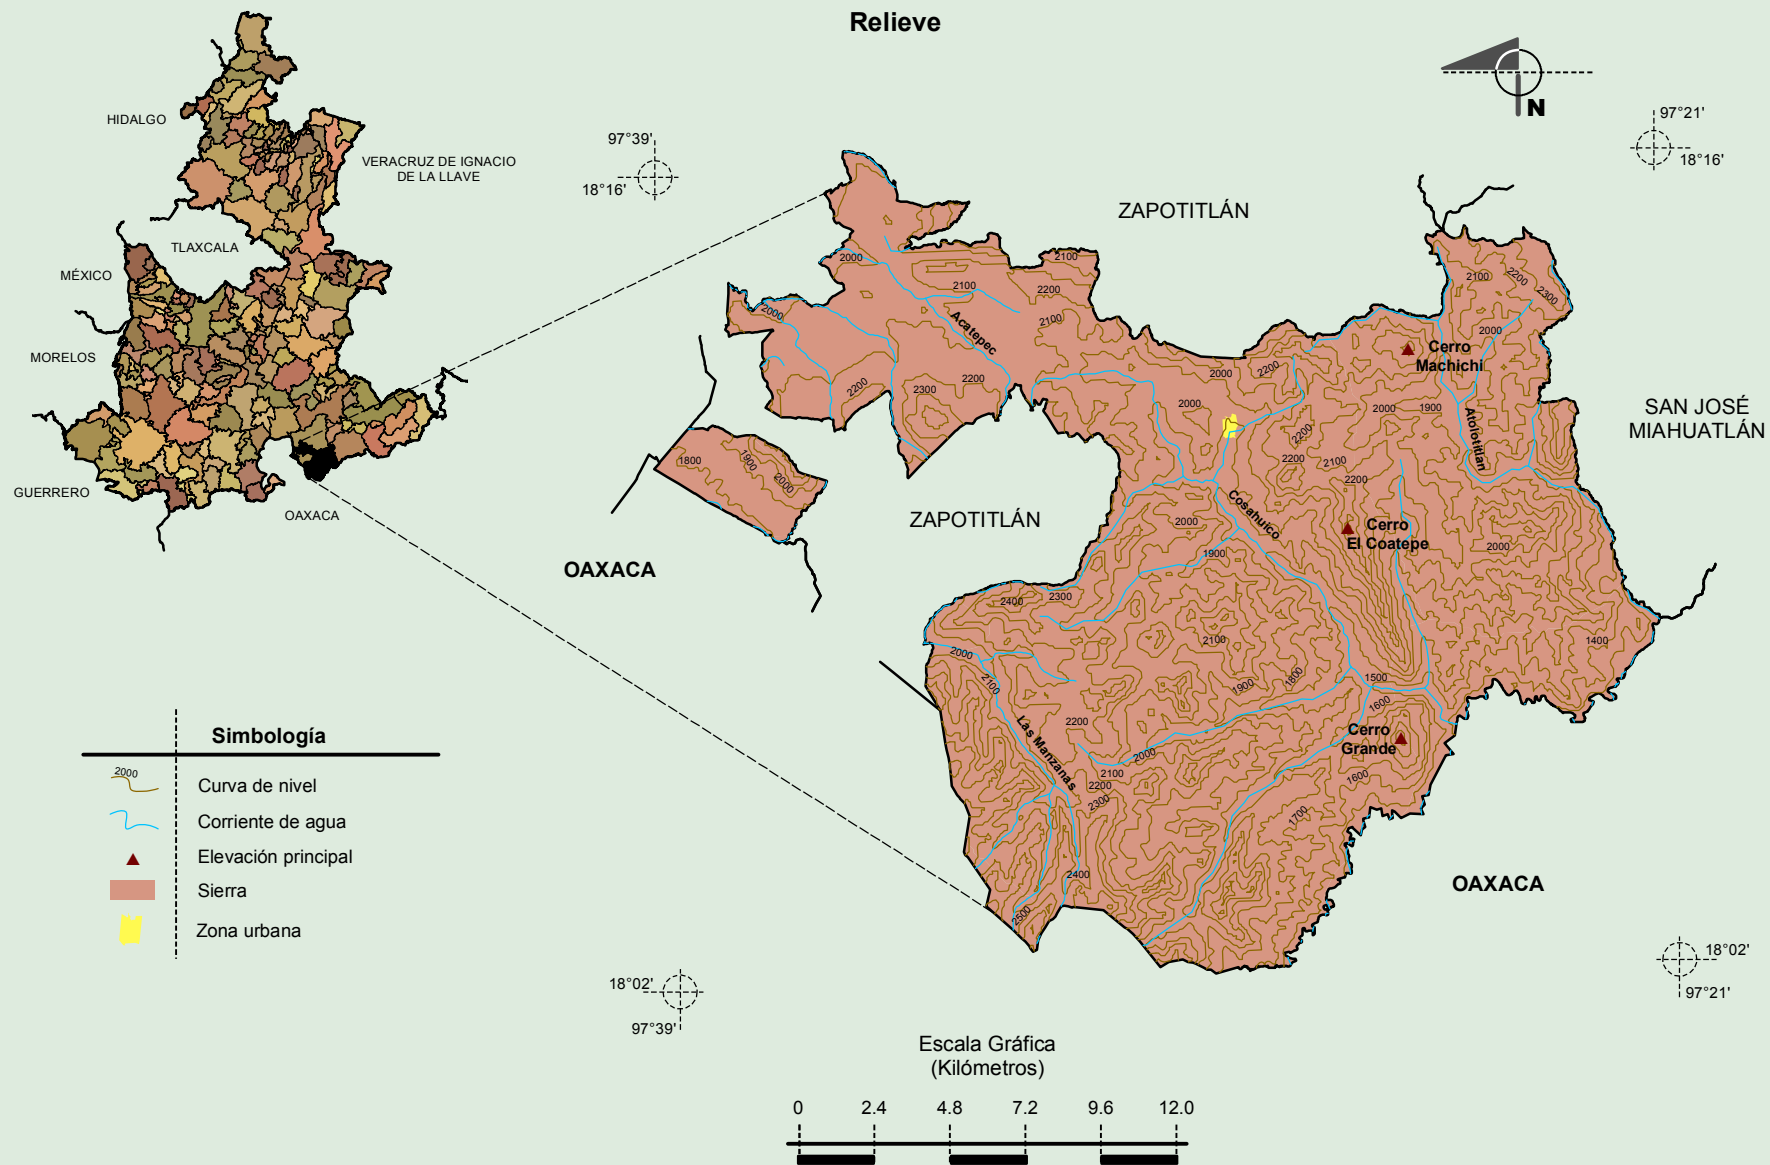 Relieve
HIDALGO
VERACRUZ DE IGNACIO
DE LA LLAVE
TLAXCALA
MÉXICO
MORELOS
GUERRERO
OAXACA
N
97°39'
18°16'
97°21'
18°16'
ZAPOTITLÁN
SAN JOSÉ
MIAHUATLÁN
ZAPOTITLÁN
OAXACA
OAXACA
2000
2100
2100
2200
2100
2000
Acatepec
2200
2200
2300
2100
2200
2300
2000
Cerro
Machichi
2000
2200
2000
2000
1900
Atolotitlan
2200
2200
2100
2200
1800
1900
2000
Cosahuico
2000
1900
Cerro
El Coatepe
2000
2400
2300
2100
1400
2000
2100
1900
1800
1500
1600
Las Manzanas
2200
2000
2100
2200
2300
Cerro
Grande
1600
1700
2400
2500
18°02'
97°39'
18°02'
97°21'
Simbología
2000
Curva de nivel
Corriente de agua
Elevación principal
Sierra
Zona urbana
Escala Gráfica
(Kilómetros)
0 2.4 4.8 7.2 9.6 12.0